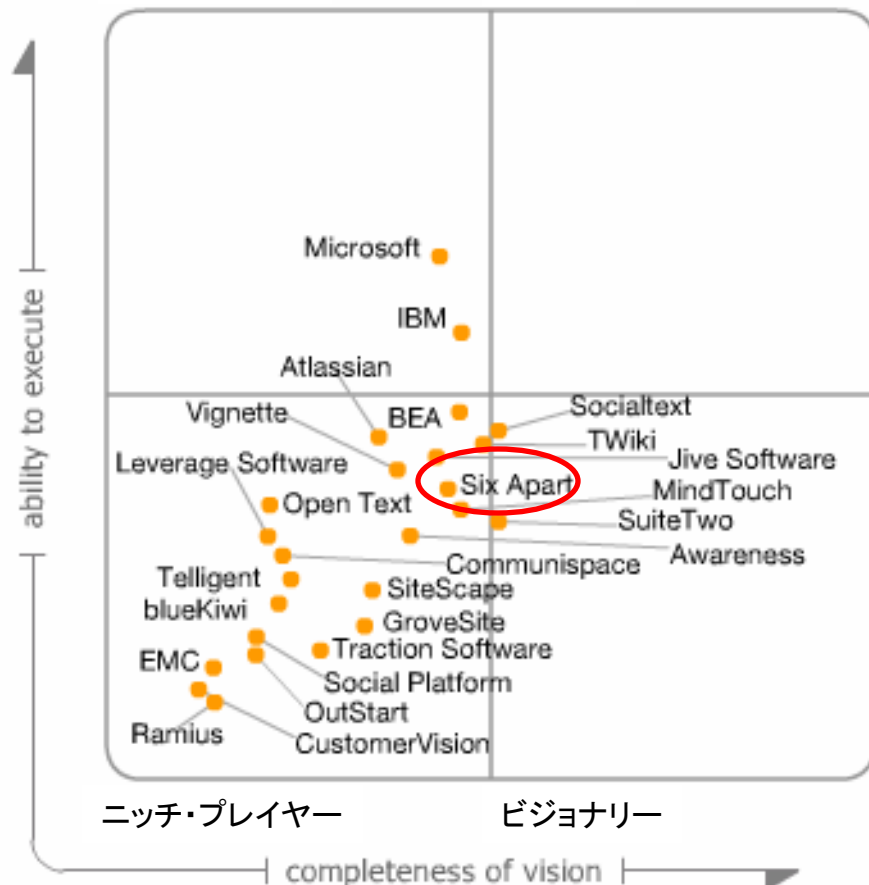 Microsoft
IBM
Atlassian
Vignette
BEA
Socialtext
TWiki
Leverage Software
Jive Software
Six Apart
MindTouch
Open Text
SuiteTwo
Awareness
Communispace
Telligent
SiteScape
blueKiwi
GroveSite
Traction Software
EMC
Social Platform
OutStart
Ramius
CustomerVision
ability to execute
ニッチ・プレイヤー
ビジョナリー
completeness of vision